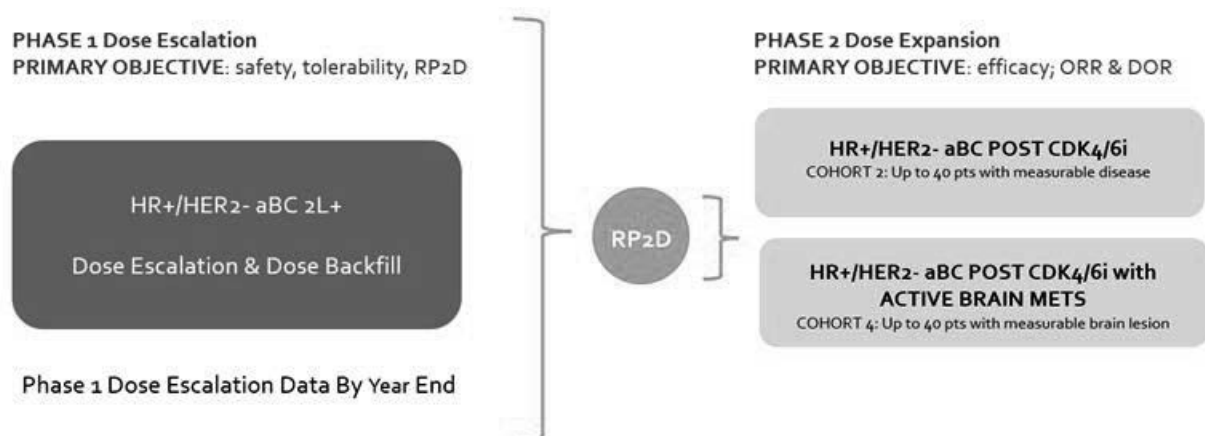 PHASE 1 Dose Escalation
PRIMARY OBJECTIVE: safety, tolerability, RP2D
HR+/HER2- aBC 2L+
Dose Escalation & Dose Backfill
Phase 1 Dose Escalation Data By Year End
RP2D
PHASE 2 Dose Expansion
PRIMARY OBJECTIVE: efficacy; ORR & DOR
HR+/HER2- aBC POST CDK4/6i
COHORT 2: Up to 40 pts with measurable disease
HR+/HER2- aBC POST CDK4/6i with
ACTIVE BRAIN METS
COHORT 4: Up to 40 pts with measurable brain lesion